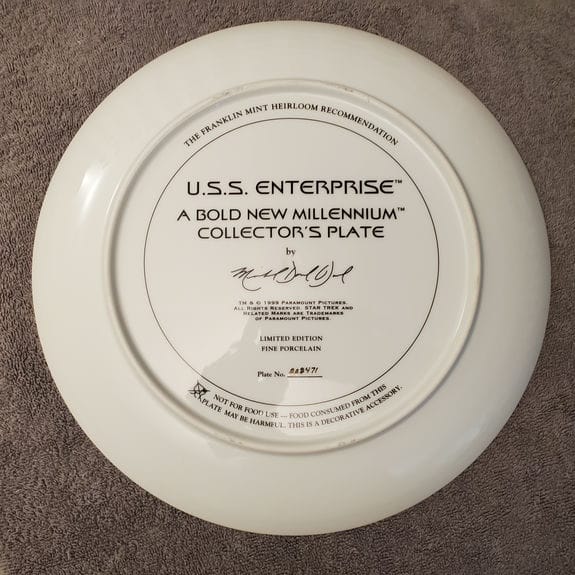 THE FRANKLIN MINT HEIRLOOM RECOMMENDATION
U.S.S. ENTERPRISE™
A BOLD NEW MILLENNIUM™
COLLECTOR'S PLATE
by
TM & © 1999 PARAMOUNT PICTURES.
ALL RIGHTS RESERVED. STAR TREK AND
RELATED MARKS ARE TRADEMARKS
OF PARAMOUNT PICTURES.
LIMITED EDITION
FINE PORCELAIN
Plate No.
NOT FOR FOOD USE — FOOD CONSUMED FROM THIS
PLATE MAY BE HARMFUL. THIS IS A DECORATIVE ACCESSORY.